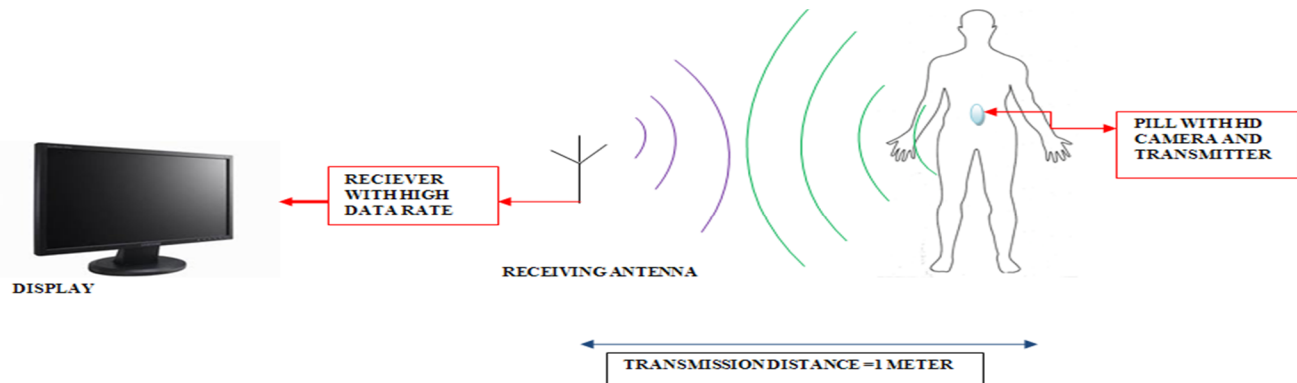 DISPLAY
RECIEVER
WITH HIGH
DATA RATE
RECEIVING ANTENNA
PILL WITH HD
CAMERA AND
TRANSMITTER
TRANSMISSION DISTANCE =1 METER